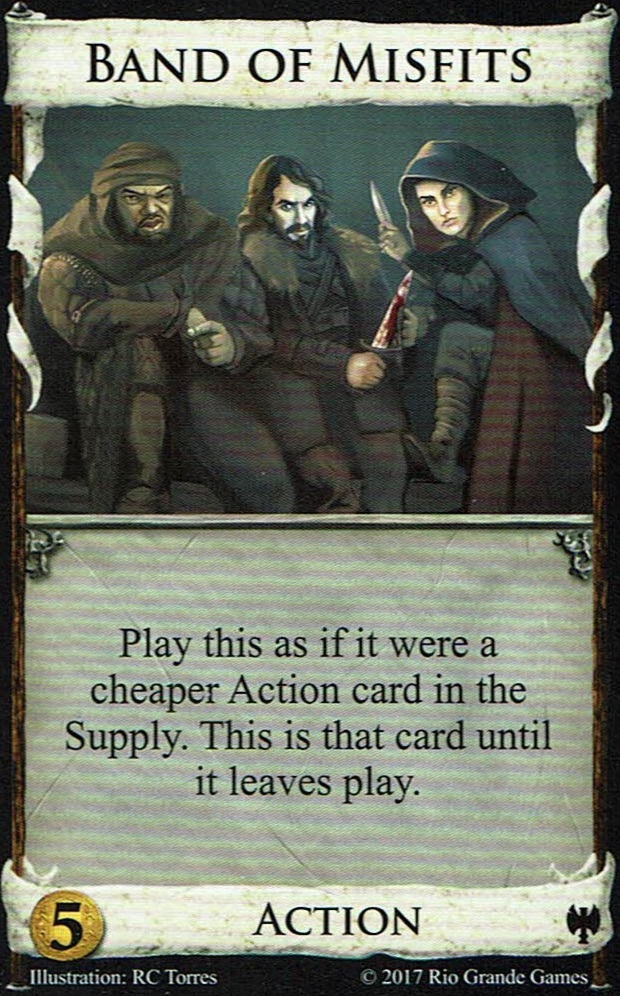 BAND OF MISFITS
Play this as if it were a
cheaper Action card in the
Supply. This is that card until
it leaves play.
5 ACTION
Illustration: RC Torres © 2017 Rio Grande Games